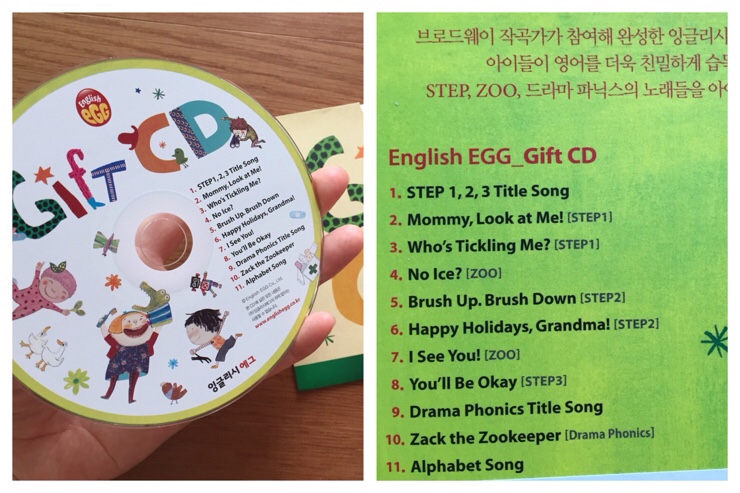 English
EGG
Gift CD
1. STEP1, 2, 3 Title Song
2. Mommy, Look at Me!
3. Who's Tickling Me?
4. No Ice?
5. Brush Up. Brush Down
6. Happy Holidays, Grandma!
7. I See You!
8. You'll Be Okay
9. Drama Phonics Title Song
10. Zack the Zookeeper
11. Alphabet Song
ⓒ English EGG Co., Ltd.
www.englishegg.co.kr
잉글리시 에그
브로드웨이 작곡가가 참여해 완성한 잉글리시
아이들이 영어를 더욱 친밀하게 습득
STEP, ZOO, 드라마 파닉스의 노래들을 아이
English EGG_Gift CD
1. STEP 1, 2, 3 Title Song
2. Mommy, Look at Me! [STEP1]
3. Who's Tickling Me? [STEP1]
4. No Ice? [ZOO]
5. Brush Up. Brush Down [STEP2]
6. Happy Holidays, Grandma! [STEP2]
7. I See You! [ZOO]
8. You'll Be Okay [STEP3]
9. Drama Phonics Title Song
10. Zack the Zookeeper [Drama Phonics]
11. Alphabet Song